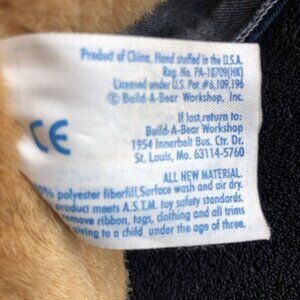 Product of China, Hand stuffed in the U.S.A.
Reg. No. PA-10709(HK)
Licensed under U.S. Pat #6,109,196
© Build-A-Bear Workshop, Inc.
If lost return to:
Build-A-Bear Workshop
1954 Innerbelt Bus. Ctr. Dr.
St. Louis, Mo. 63114-5760
CE
ALL NEW MATERIAL
polyester fiberfill, Surface wash and air dry.
product meets A.S.T.M. toy safety standards.
remove ribbon, tags, clothing and all trims
giving to a child under the age of three.